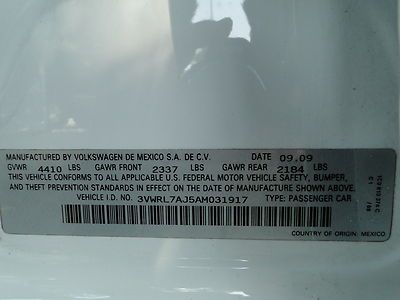 MANUFACTURED BY VOLKSWAGEN DE MEXICO S.A. DE C.V. DATE 09.09
GVWR 4410 LBS GAWR FRONT 2337 LBS GAWR REAR 2184 LBS
THIS VEHICLE CONFORMS TO ALL APPLICABLE U.S. FEDERAL MOTOR VEHICLE SAFETY, BUMPER,
AND THEFT PREVENTION STANDARDS IN EFFECT ON THE DATE OF MANUFACTURE SHOWN ABOVE.
VEHICLE I.D. NO. 3VWRL7AJ5AM031917 TYPE: PASSENGER CAR
COUNTRY OF ORIGIN: MEXICO